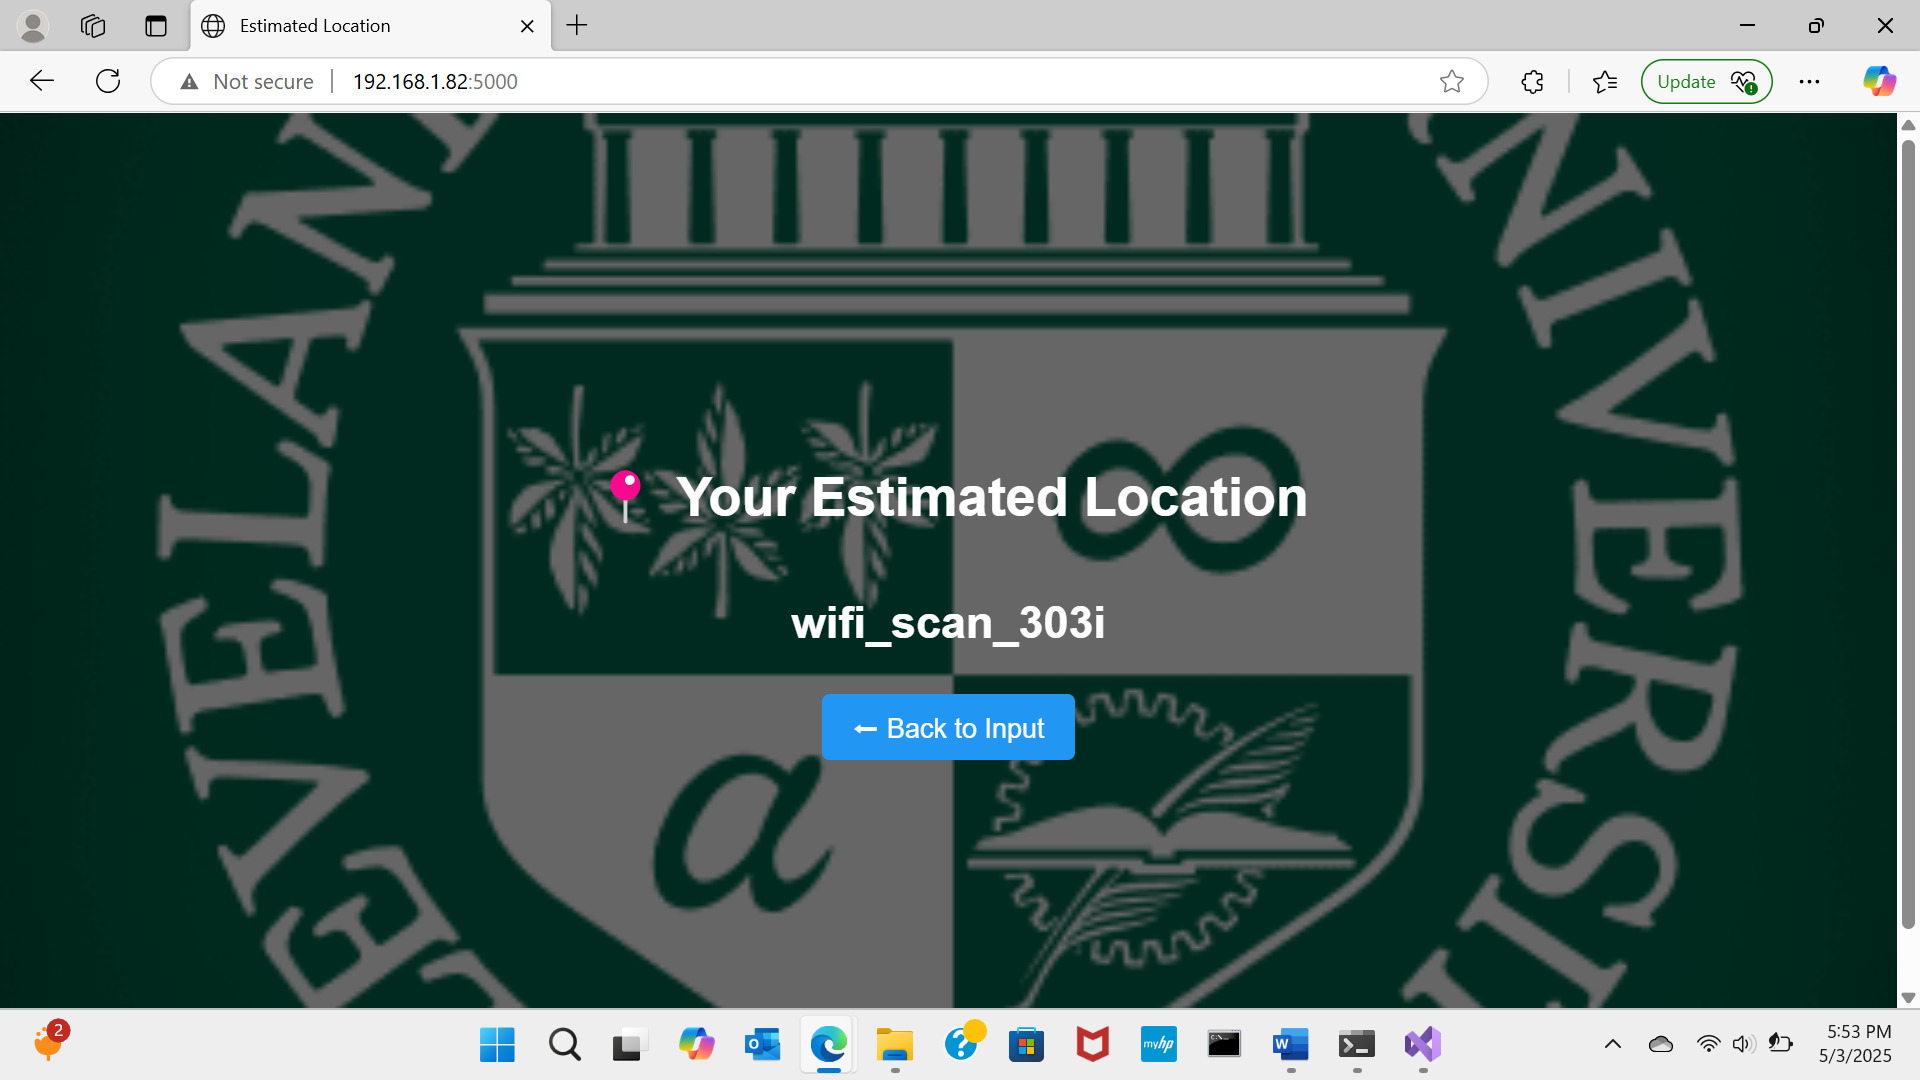 Estimated Location
Not secure
192.168.1.82:5000
Update
Your Estimated Location
wifi_scan_303i
← Back to Input
a
2
5:53 PM
5/3/2025